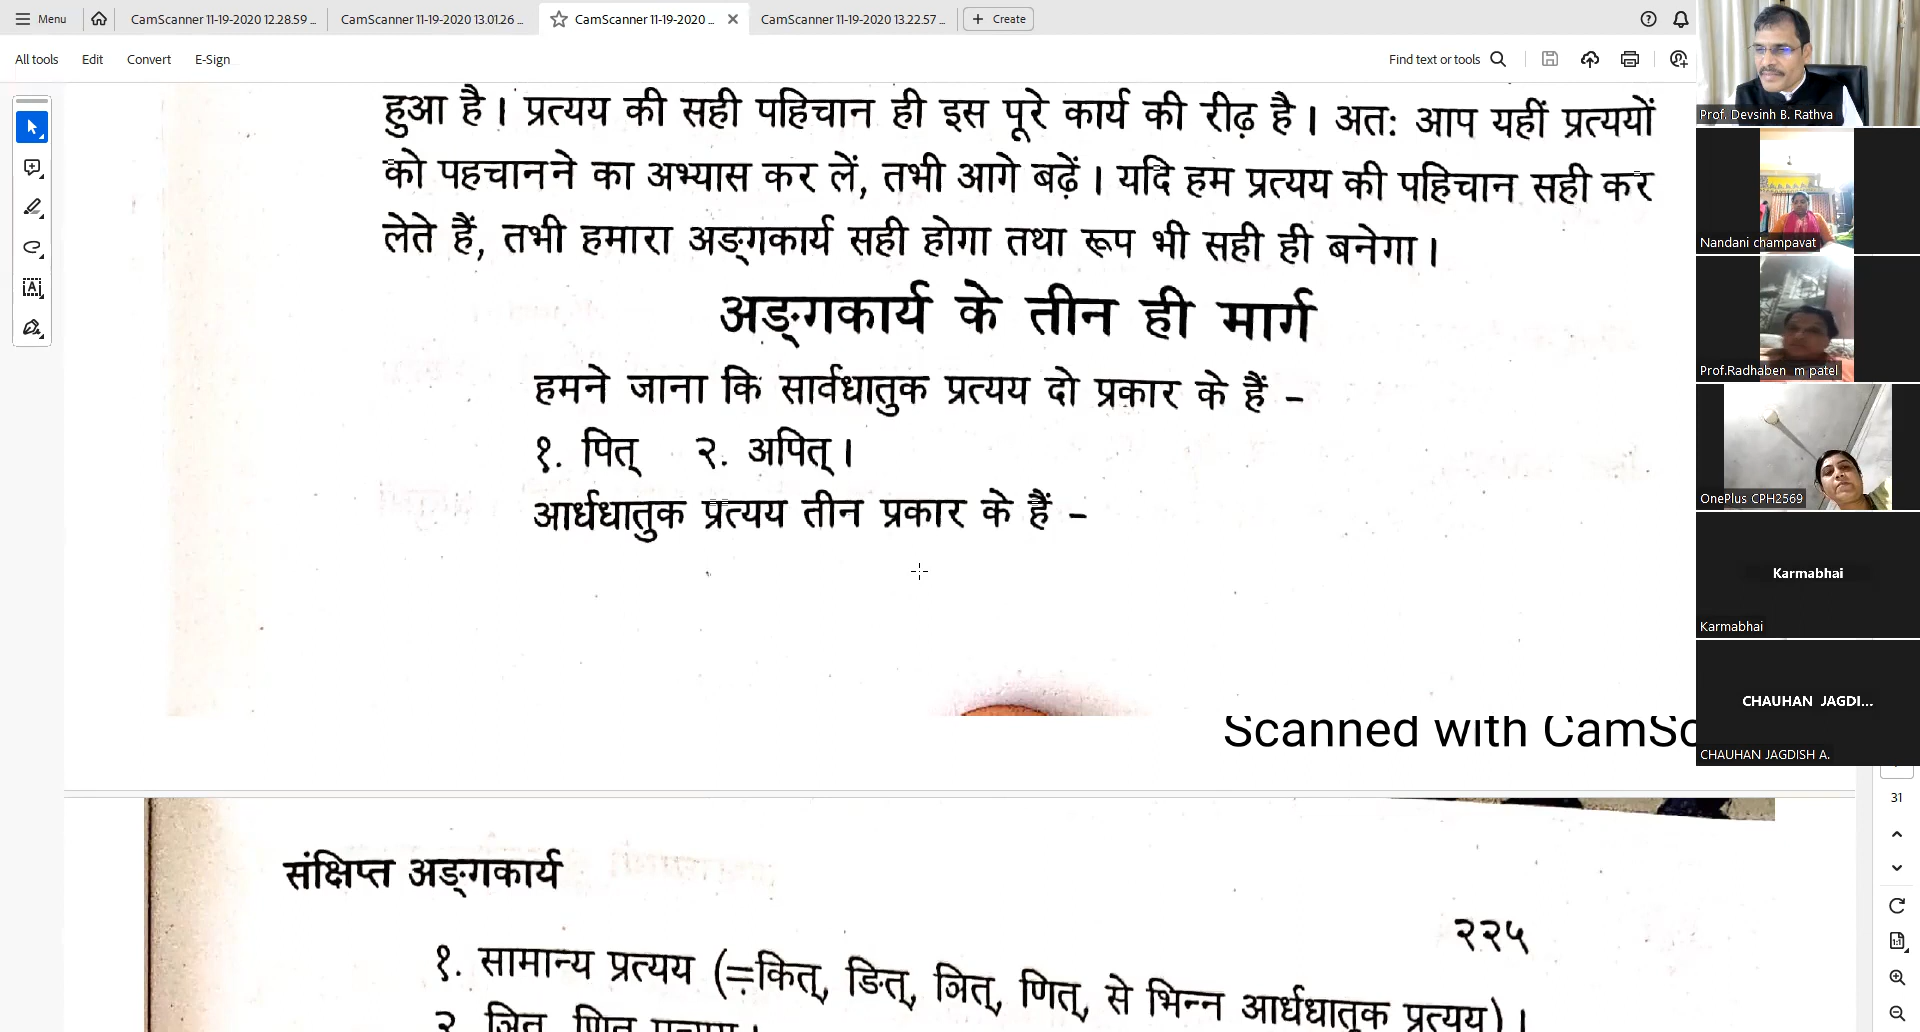 Menu
CamScanner 11-19-2020 12.28.59 ...
CamScanner 11-19-2020 13.01.26 ...
CamScanner 11-19-2020 ...
CamScanner 11-19-2020 13.22.57 ...
Create
All tools Edit Convert E-Sign
Find text or tools
हुआ है। प्रत्यय की सही पहिचान ही इस पूरे कार्य की रीढ़ है। अतः आप यहीं प्रत्ययों
को पहचानने का अभ्यास कर लें, तभी आगे बढ़ें। यदि हम प्रत्यय की पहिचान सही कर
लेते हैं, तभी हमारा अङ्गकार्य सही होगा तथा रूप भी सही ही बनेगा।
अङ्गकार्य के तीन ही मार्ग
हमने जाना कि सार्वधातुक प्रत्यय दो प्रकार के हैं –
१. पित् २. अपित्।
आर्धधातुक प्रत्यय तीन प्रकार के हैं –
Scanned with CamSc
संक्षिप्त अङ्गकार्य
२२५
१. सामान्य प्रत्यय (=कित्, ङित्, ञित्, णित्, से भिन्न आर्धधातुक प्रत्यय)।
२. ञित् णित् प्रत्यय।
Prof. Devsinh B. Rathva
Nandani champavat
Prof.Radhaben m patel
OnePlus CPH2569
Karmabhai
Karmabhai
CHAUHAN JAGDI...
CHAUHAN JAGDISH A.
31